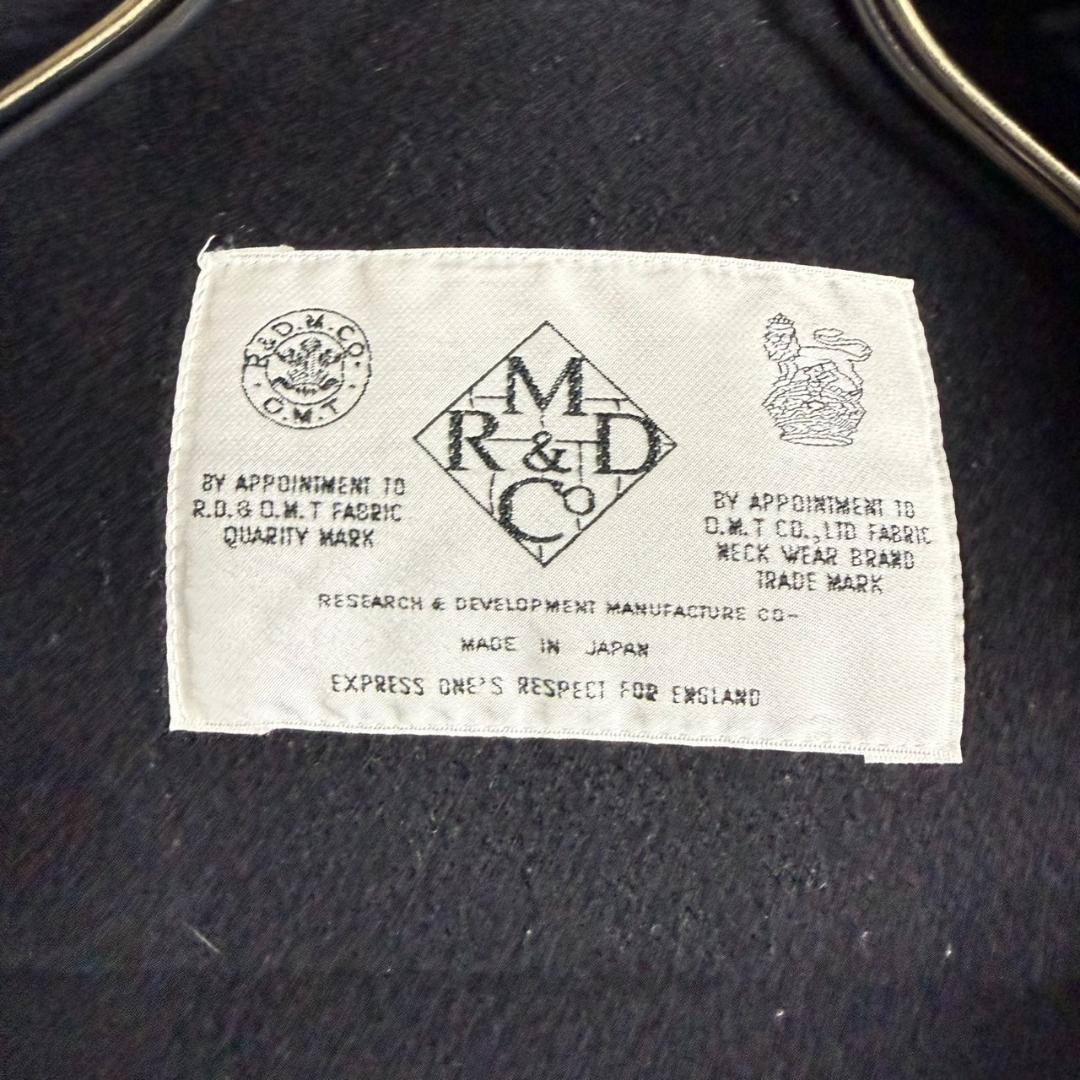 R&D.M.CO.
O.M.T
M
R & D
Co
BY APPOINTMENT TO
R.D.& O.M.T FABRIC
QUARITY MARK
BY APPOINTMENT TO
O.M.T CO.,LTD FABRIC
NECK WEAR BRAND
TRADE MARK
RESEARCH & DEVELOPMENT MANUFACTURE CO-
MADE IN JAPAN
EXPRESS ONE'S RESPECT FOR ENGLAND